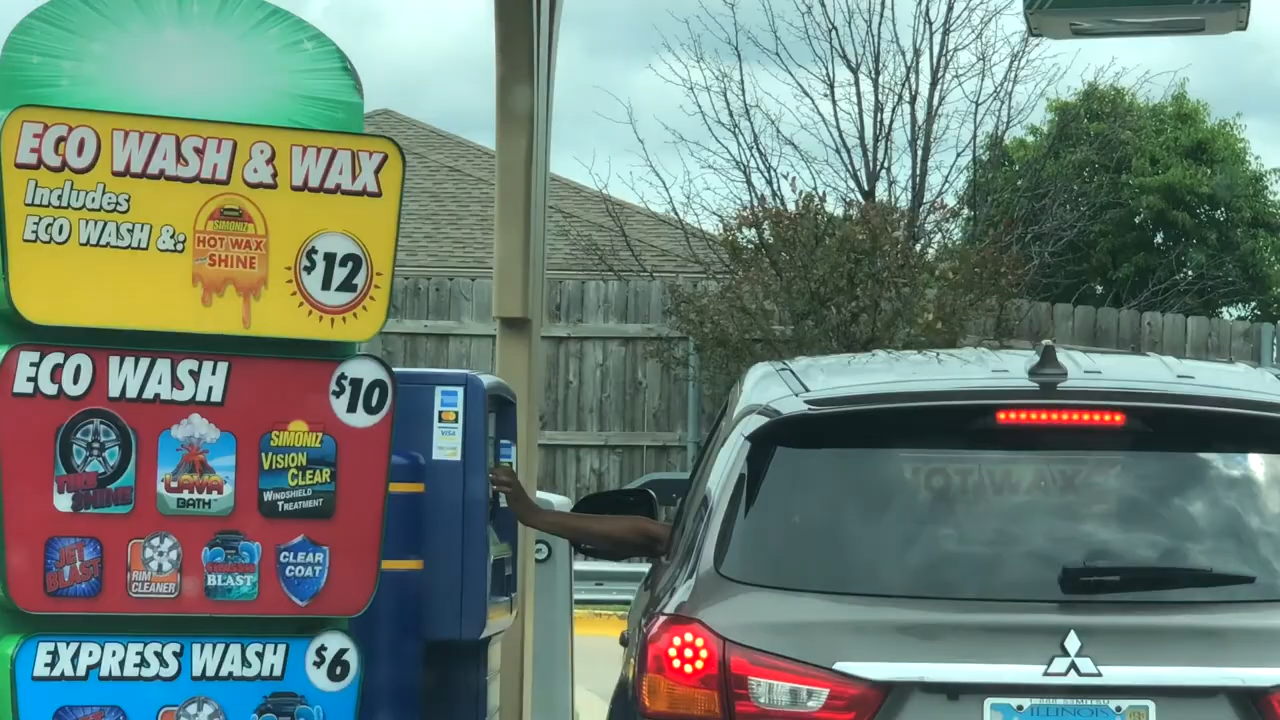 ECO WASH & WAX
Includes
ECO WASH &:
SIMONIZ
HOT WAX
and SHINE
$12
ECO WASH
$10
TIRE
SHINE
LAVA
BATH
SIMONIZ
VISION
CLEAR
WINDSHIELD
TREATMENT
JET
BLAST
RIM
CLEANER
BLAST
CLEAR
COAT
EXPRESS WASH
$6
VISA
ILLINOIS